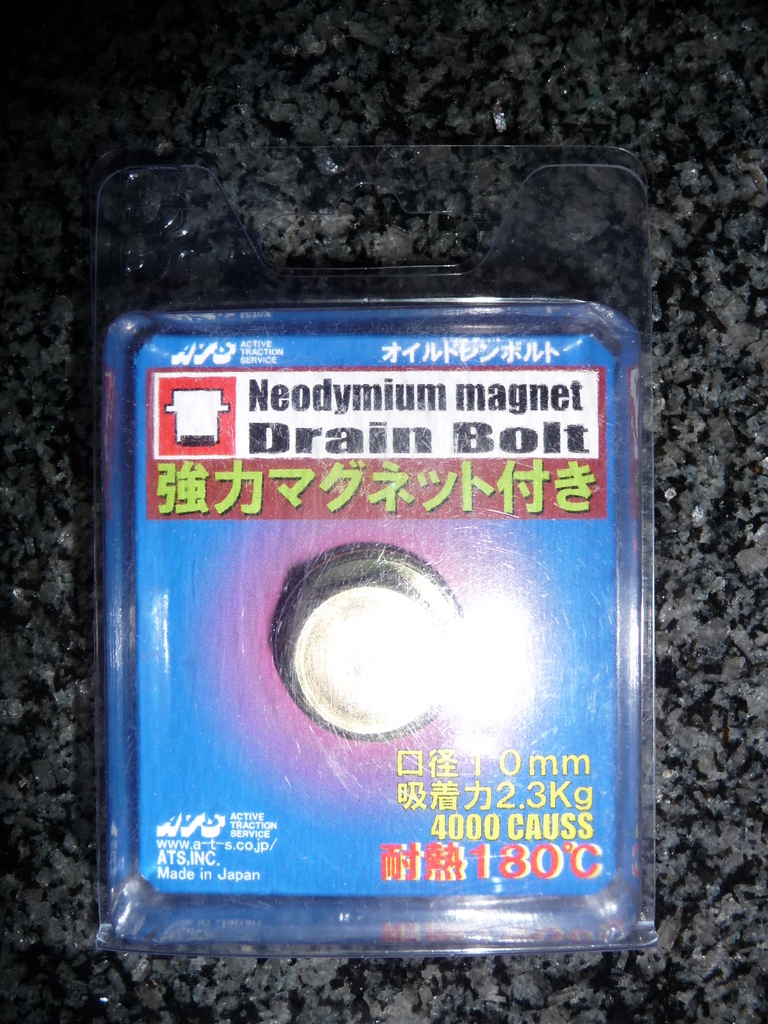 ATS ACTIVE
TRACTION
SERVICE
オイルドレンボルト
Neodymium magnet
Drain Bolt
強力マグネット付き
口径10mm
吸着力2.3Kg
4000 CAUSS
耐熱180℃
ATS ACTIVE
TRACTION
SERVICE
www.a-t-s.co.jp/
ATS,INC.
Made in Japan